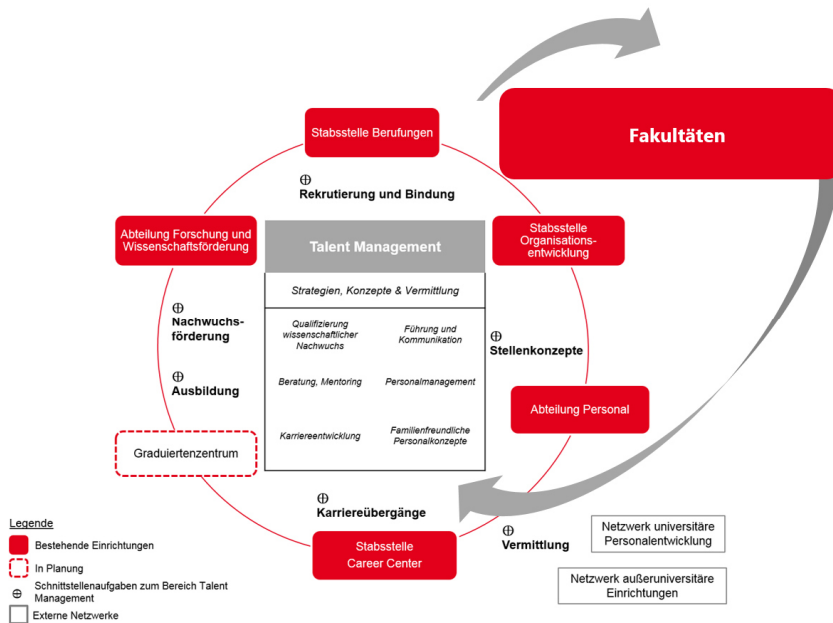 Fakultäten
Stabsstelle Berufungen
⊕
Rekrutierung und Bindung
Abteilung Forschung und
Wissenschaftsförderung
Talent Management
Stabsstelle
Organisations-
entwicklung
Strategien, Konzepte & Vermittlung
⊕
Nachwuchs-
förderung
Qualifizierung
wissenschaftlicher
Nachwuchs
Führung und
Kommunikation
⊕
Stellenkonzepte
⊕
Ausbildung
Beratung, Mentoring
Personalmanagement
Abteilung Personal
Graduiertenzentrum
Karriereentwicklung
Familienfreundliche
Personalkonzepte
⊕
Karriereübergänge
Stabsstelle
Career Center
⊕
Vermittlung
Netzwerk universitäre
Personalentwicklung
Netzwerk außeruniversitäre
Einrichtungen
Legende
Bestehende Einrichtungen
In Planung
⊕ Schnittstellenaufgaben zum Bereich Talent
Management
Externe Netzwerke